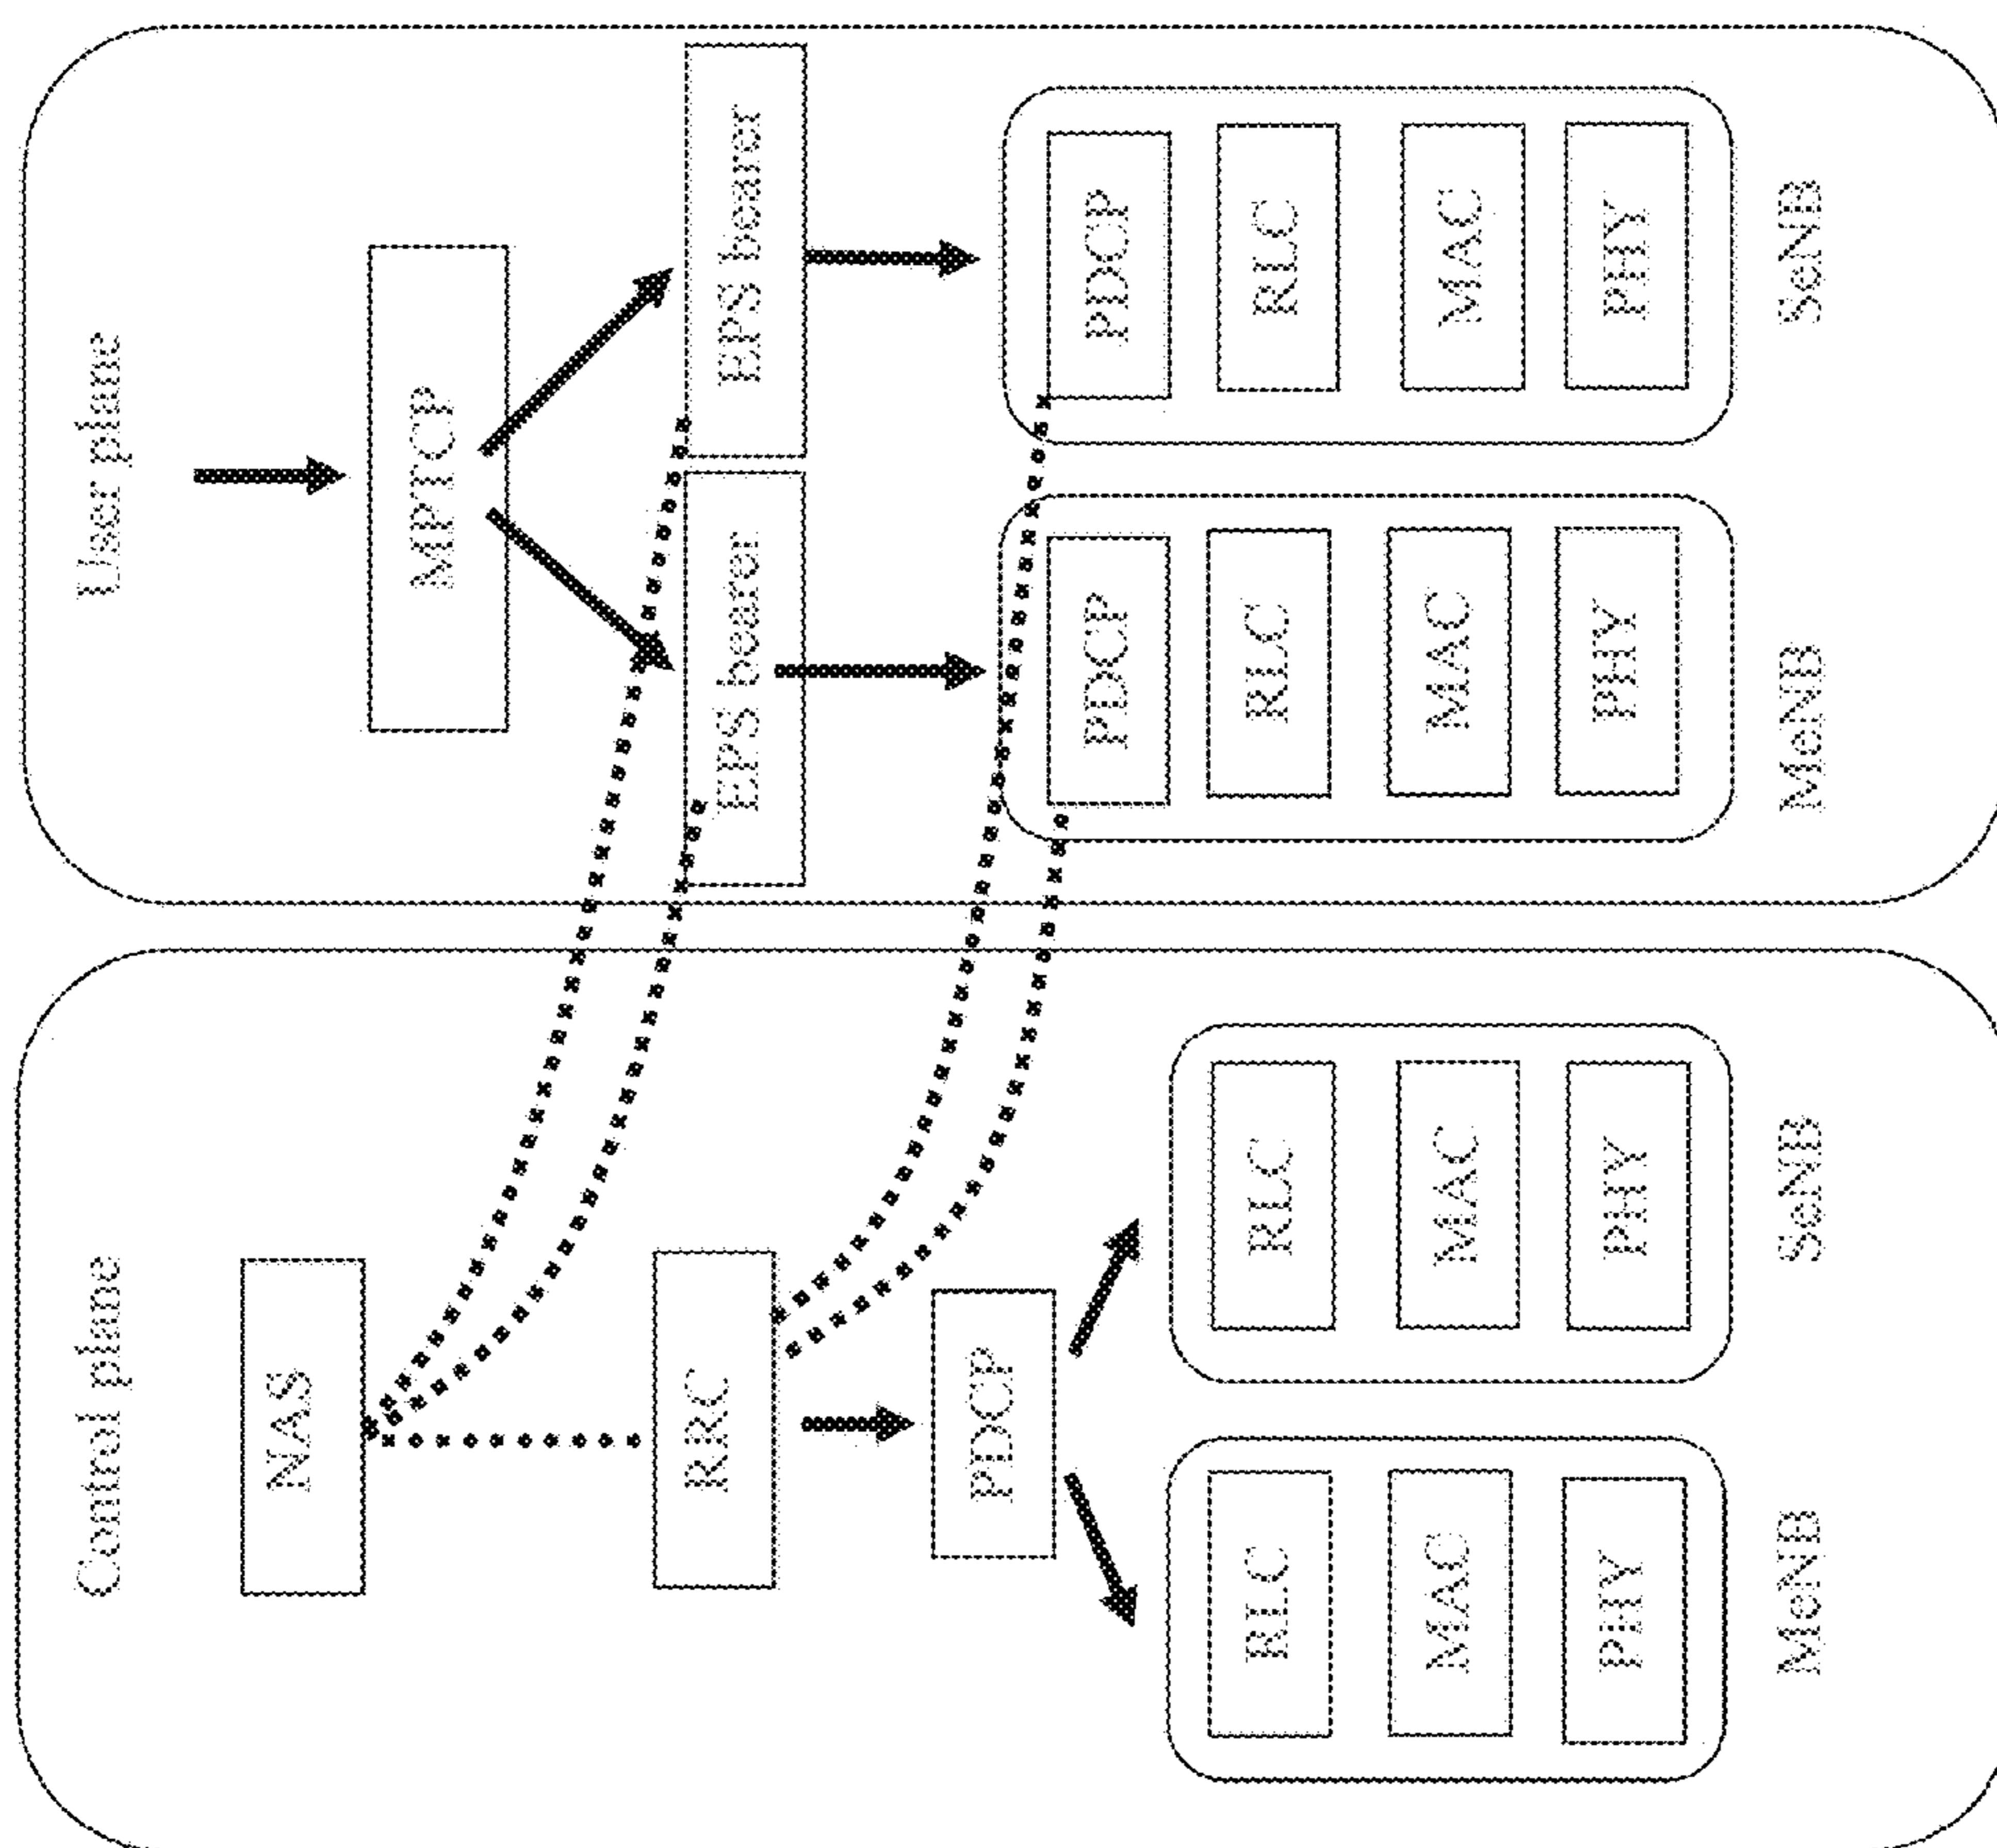 Control plane
NAS
RRC
PDCP
RLC
MAC
PHY
MeNB
RLC
MAC
PHY
SeNB
User plane
MPTCP
EPS bearer
EPS bearer
PDCP
RLC
MAC
PHY
MeNB
PDCP
RLC
MAC
PHY
SeNB